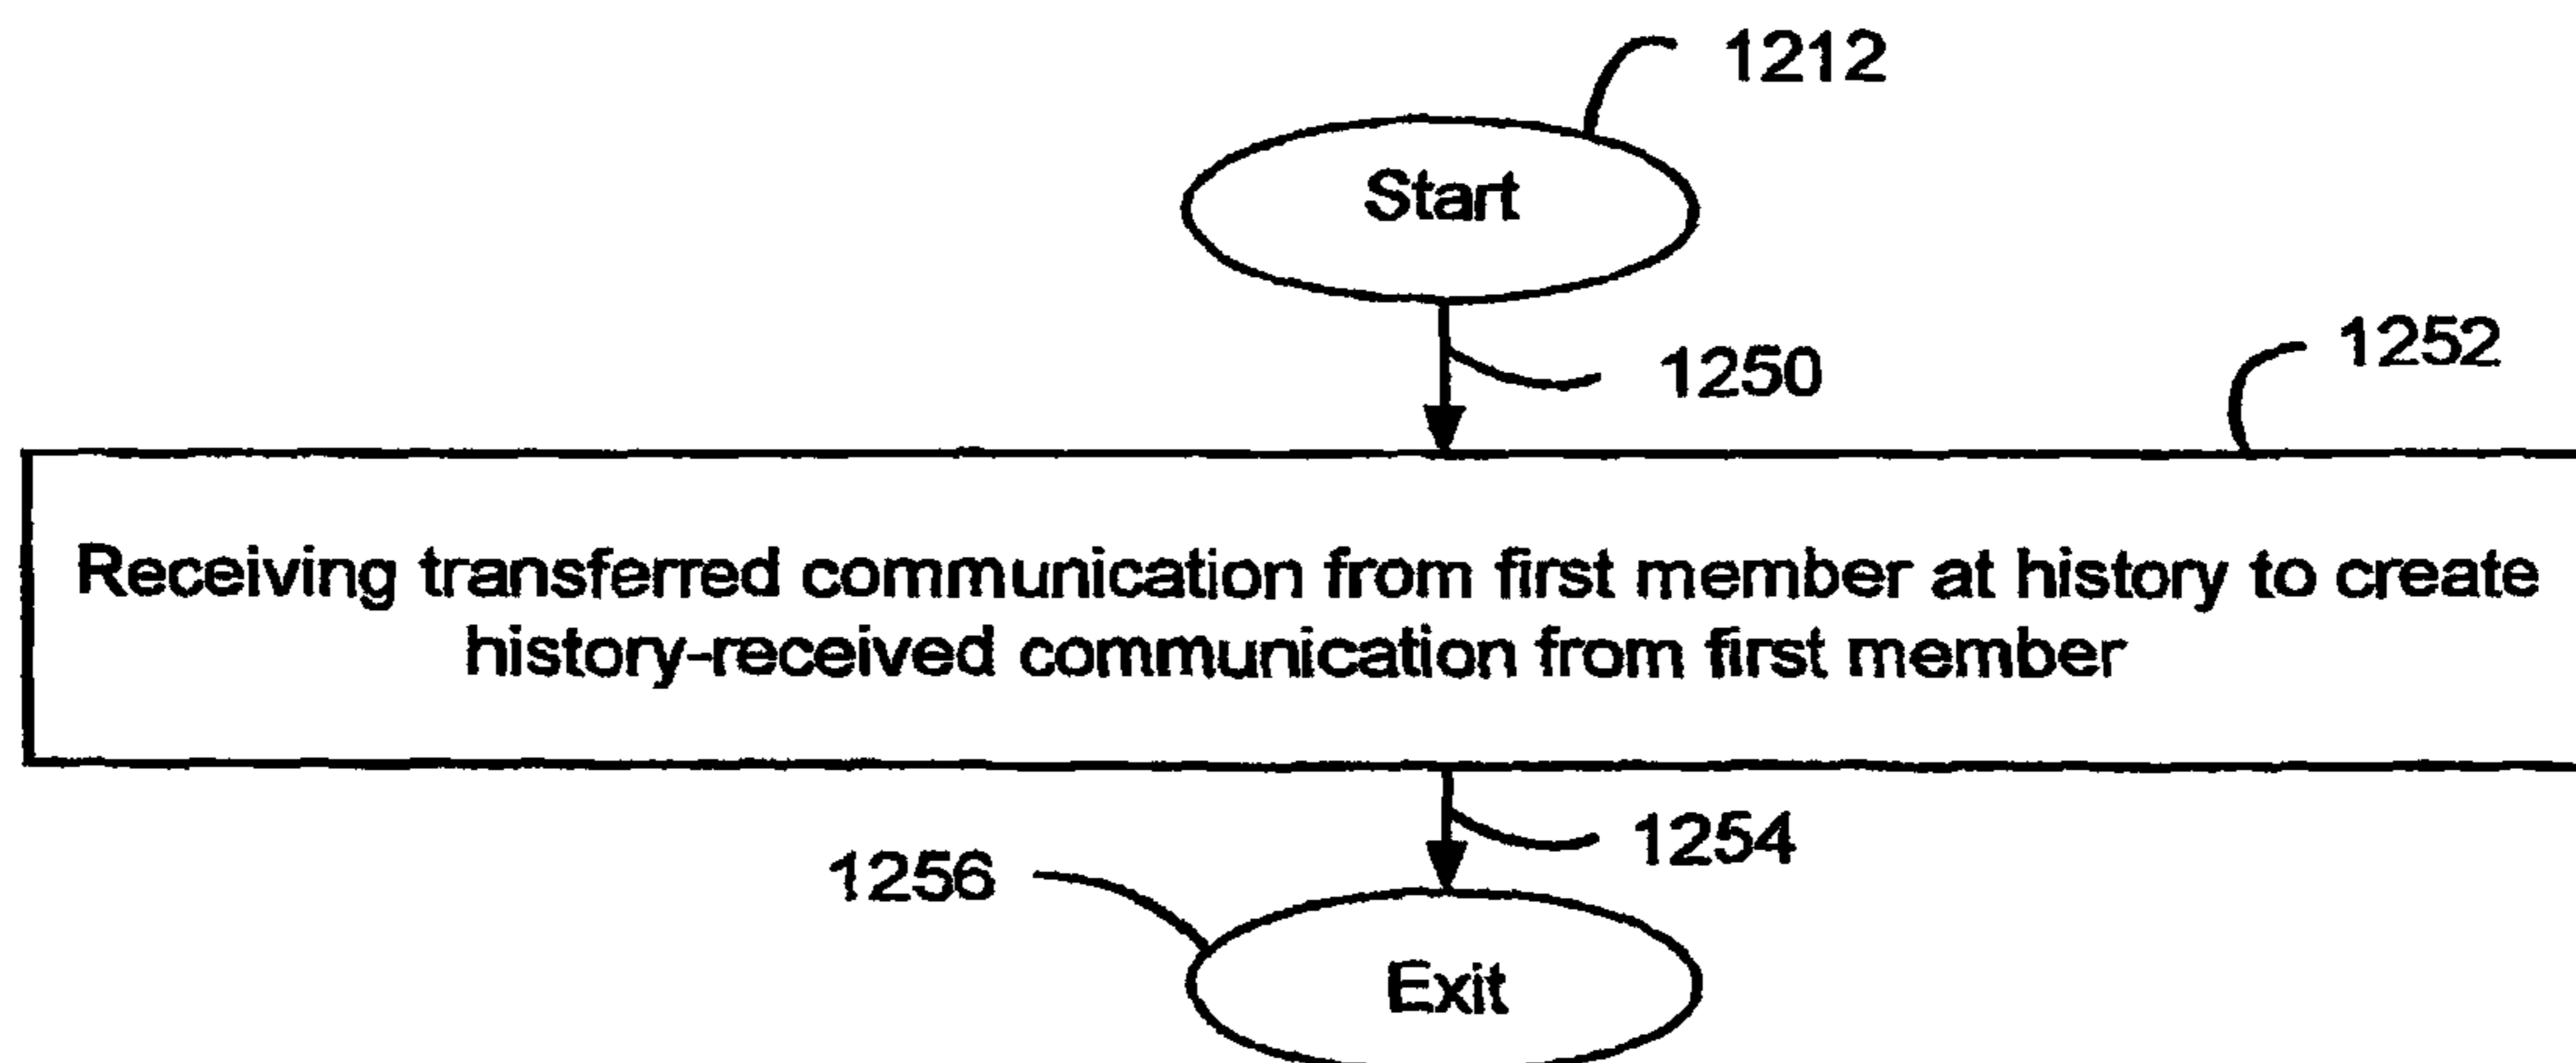 1212
Start
1250
1252
Receiving transferred communication from first member at history to create
history-received communication from first member
1254
1256
Exit